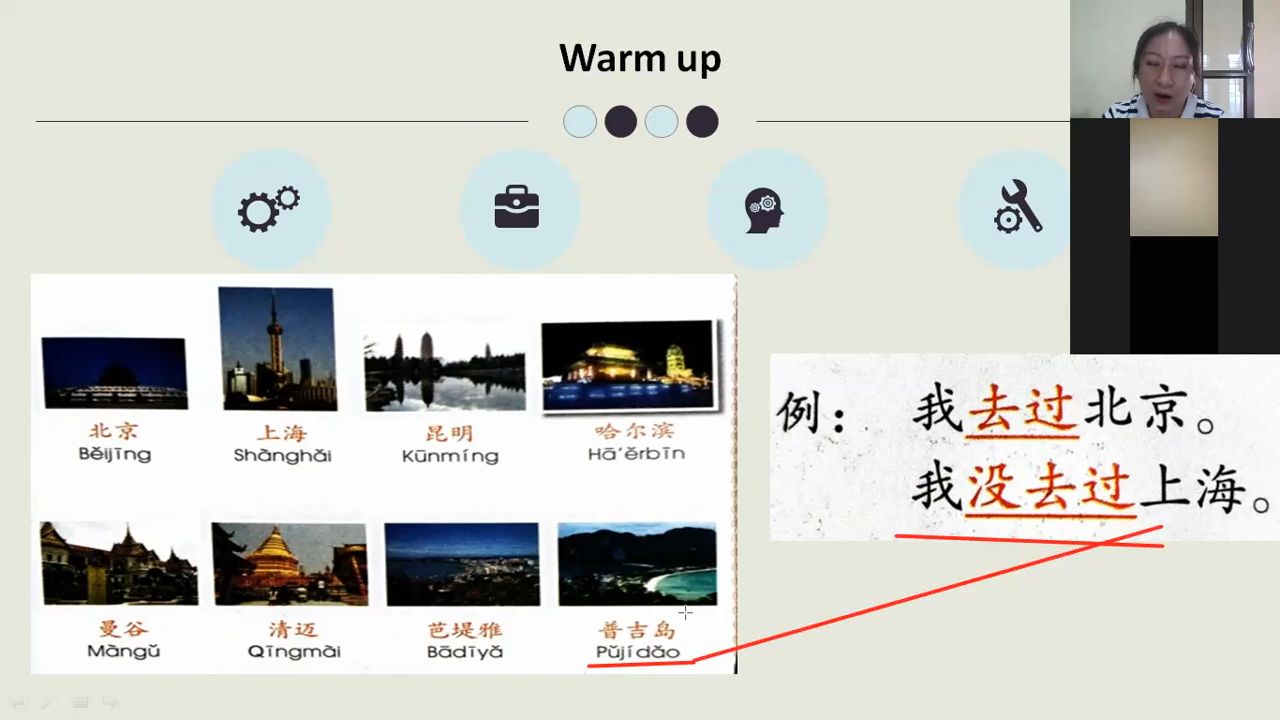 Warm up
北京 上海 昆明 哈尔滨
Běijīng Shànghǎi Kūnmíng Hā'ěrbīn
曼谷 清迈 芭堤雅 普吉岛
Màngǔ Qīngmài Bādīyǎ Pǔjídǎo
例： 我去过北京。
我没去过上海。